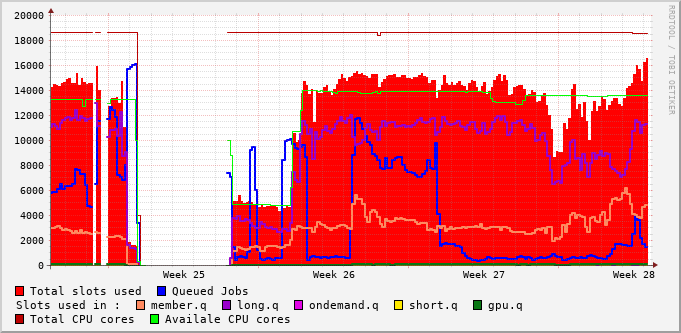 20000
18000
16000
14000
12000
10000
8000
6000
4000
2000
0
Week 25 Week 26 Week 27 Week 28
RRDTOOL / TOBI OETIKER
Total slots used Queued Jobs
Slots used in : member.q long.q ondemand.q short.q gpu.q
Total CPU cores Availale CPU cores